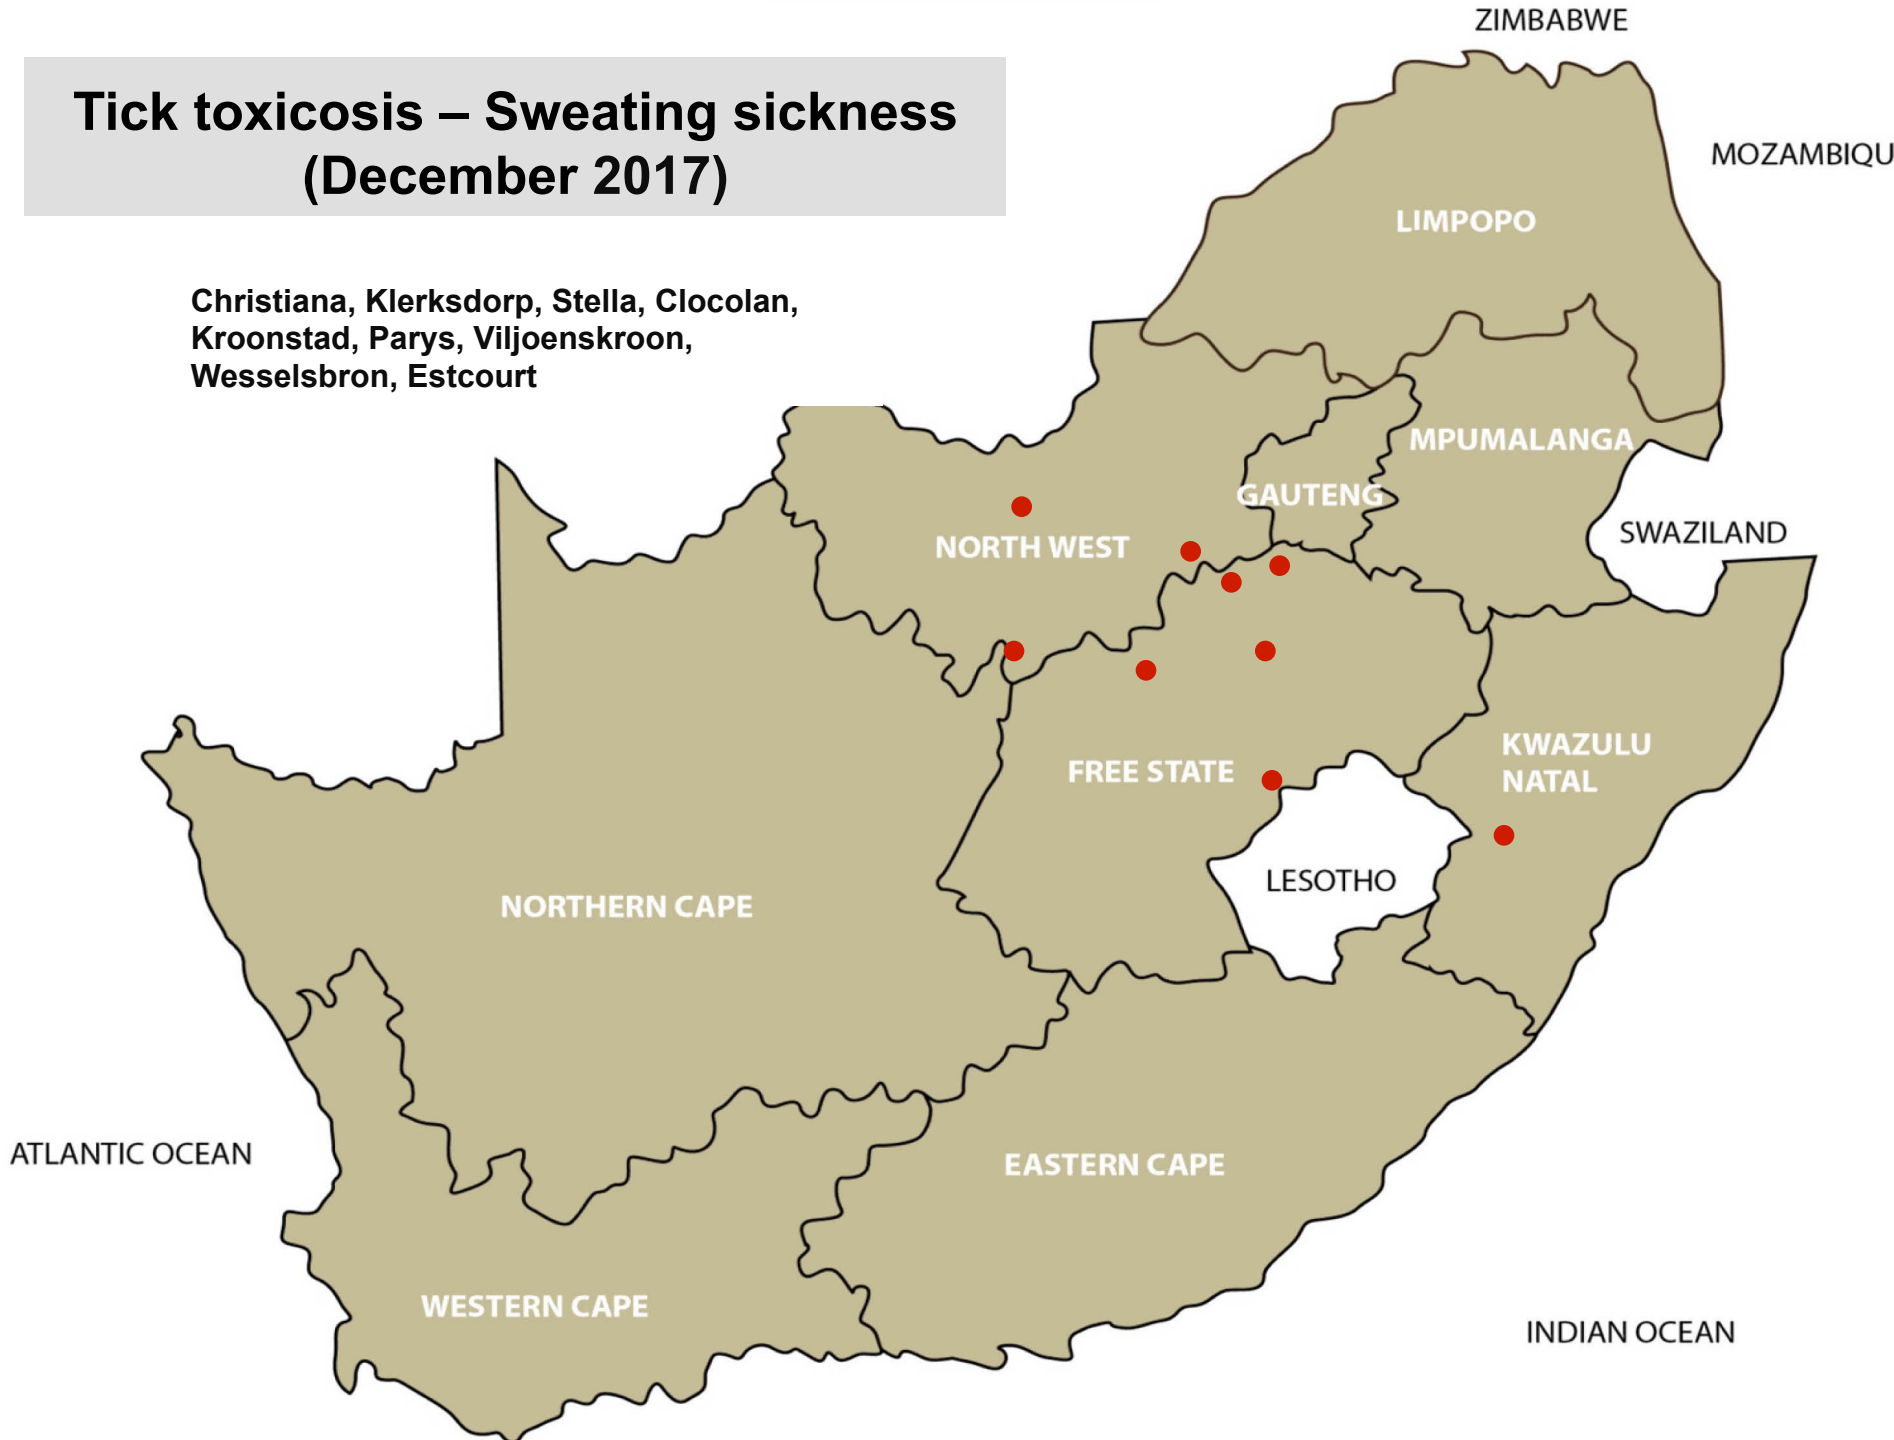 ZIMBABWE
Tick toxicosis – Sweating sickness
(December 2017)
MOZAMBIQU
LIMPOPO
Christiana, Klerksdorp, Stella, Clocolan,
Kroonstad, Parys, Viljoenskroon,
Wesselsbron, Estcourt
MPUMALANGA
GAUTENG
SWAZILAND
NORTH WEST
KWAZULU
NATAL
FREE STATE
LESOTHO
NORTHERN CAPE
ATLANTIC OCEAN
EASTERN CAPE
WESTERN CAPE
INDIAN OCEAN